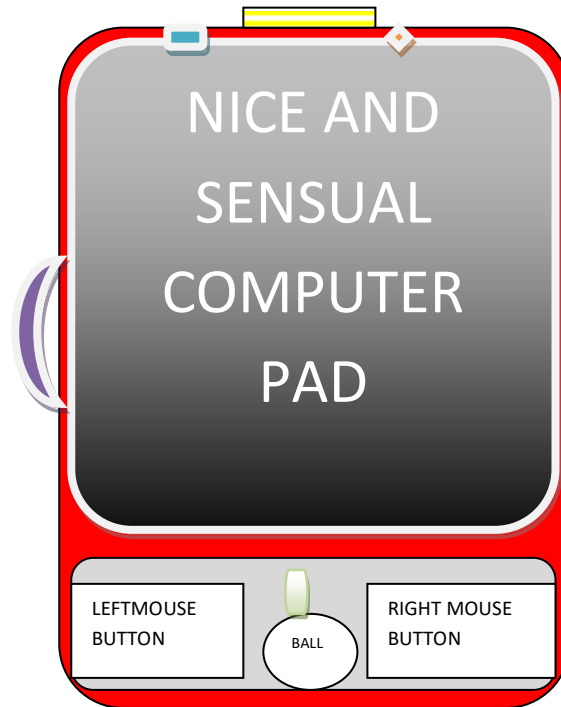 NICE AND
SENSUAL
COMPUTER
PAD
LEFTMOUSE
BUTTON
BALL
RIGHT MOUSE
BUTTON